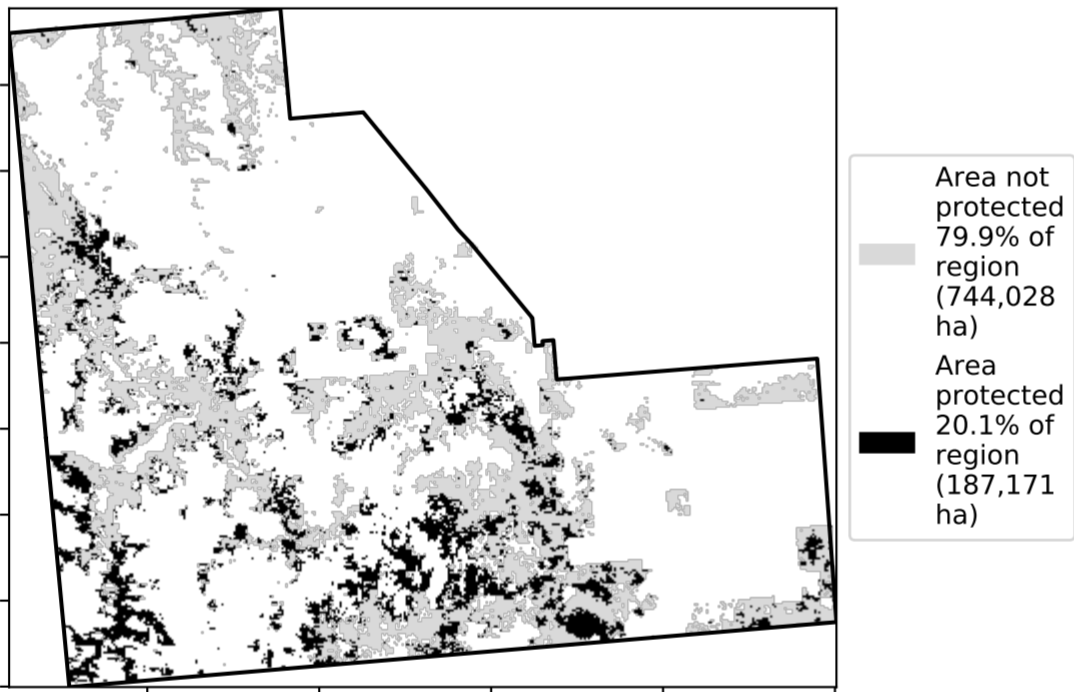 Area not
protected
79.9% of
region
(744,028
ha)
Area
protected
20.1% of
region
(187,171
ha)